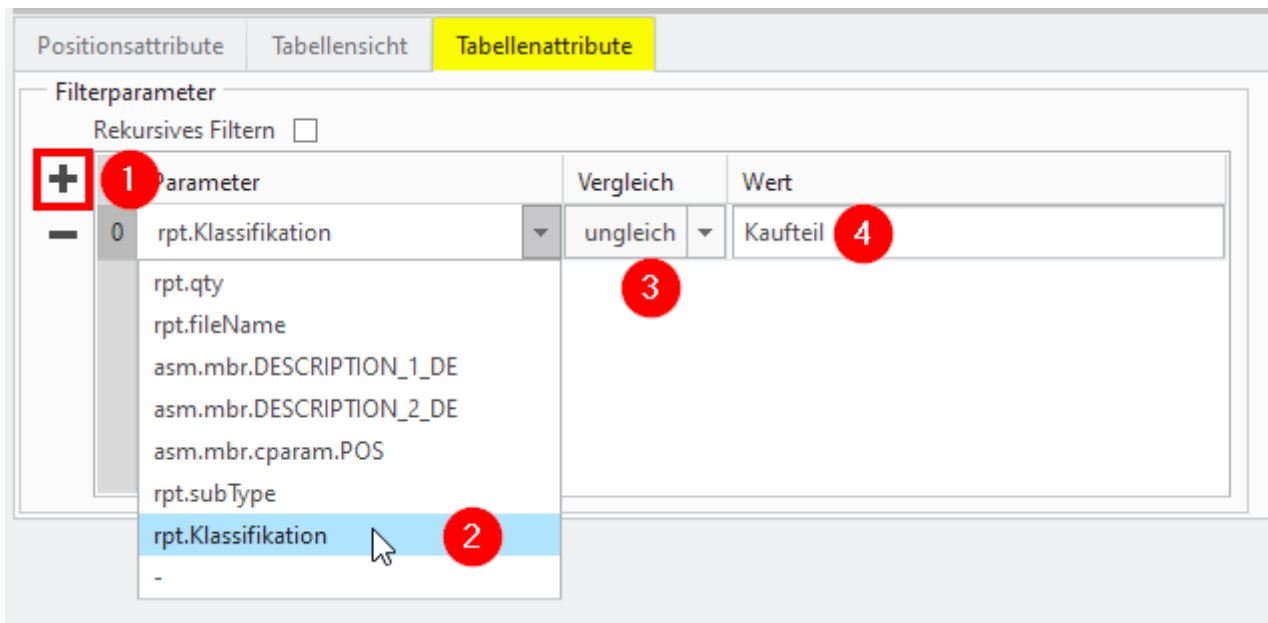 Positionsattribute Tabellensicht Tabellenattribute
Filterparameter
Rekursives Filtern
1 Parameter Vergleich Wert
0 rpt.Klassifikation ungleich Kaufteil 4
rpt.qty 3
rpt.fileName
asm.mbr.DESCRIPTION_1_DE
asm.mbr.DESCRIPTION_2_DE
asm.mbr.cparam.POS
rpt.subType
rpt.Klassifikation 2
-